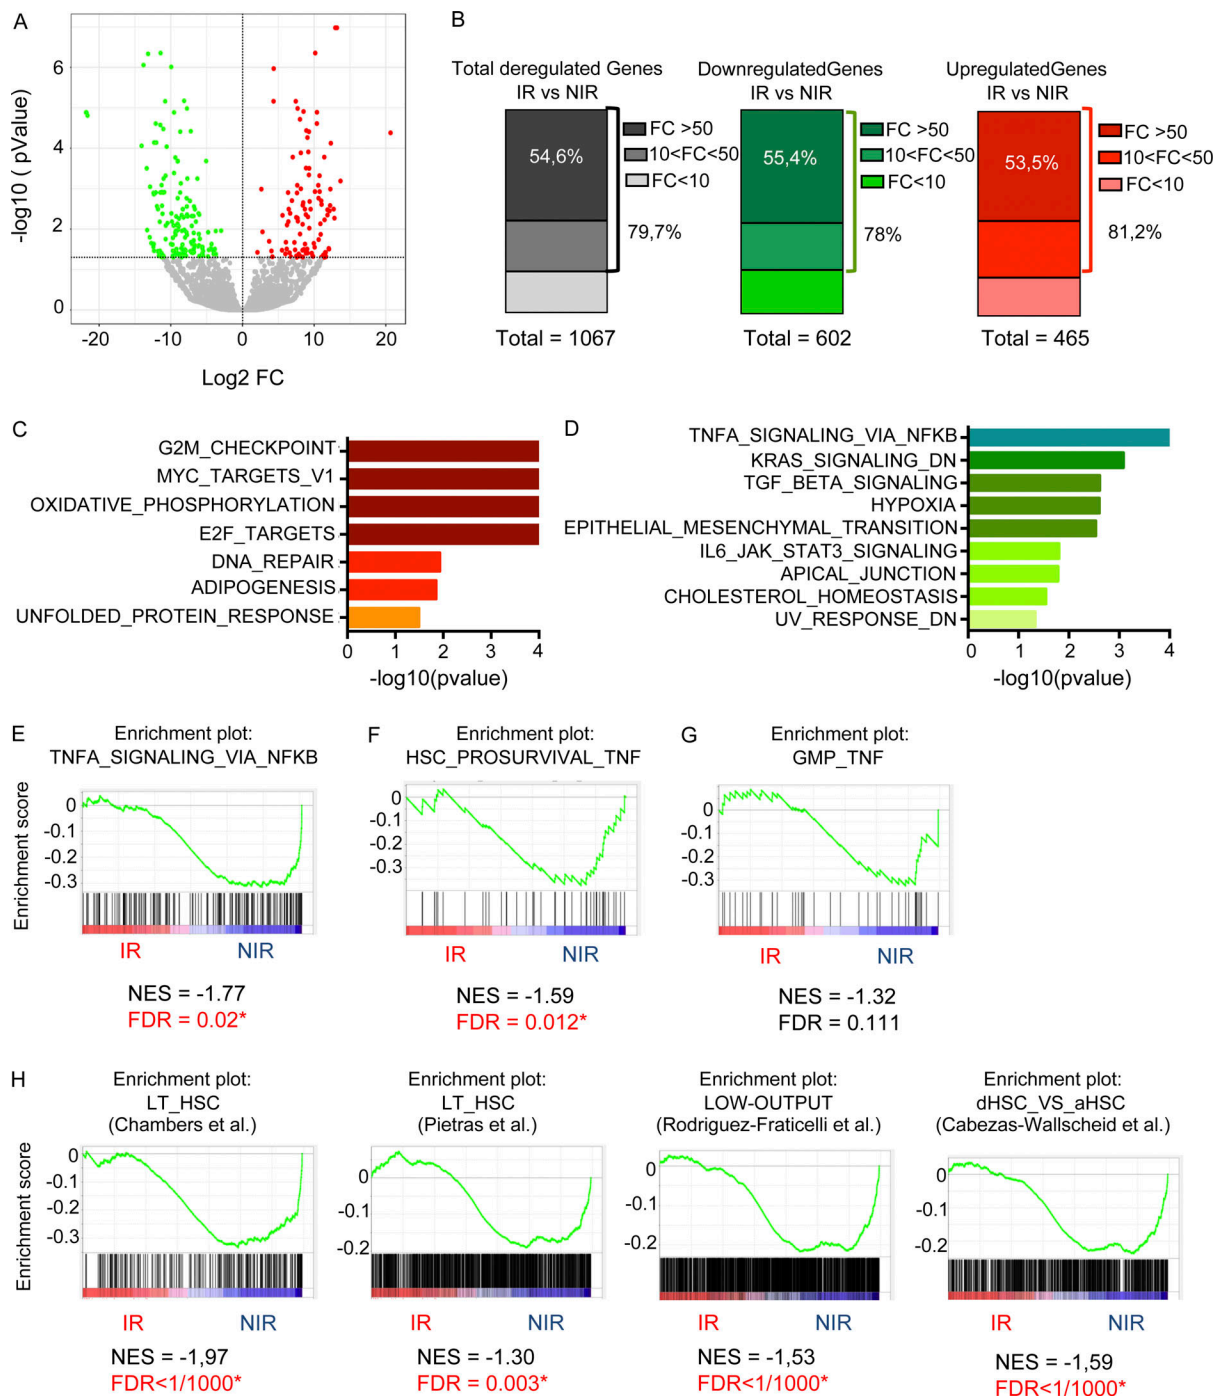 A
-log10 ( pValue)
6
4
2
0
-20
-10
0
10
20
Log2 FC
B
Total deregulated Genes
IR vs NIR
54,6%
FC >50
10<FC<50
FC<10
79,7%
Total = 1067
DownregulatedGenes
IR vs NIR
55,4%
FC >50
10<FC<50
FC<10
78%
Total = 602
UpregulatedGenes
IR vs NIR
53,5%
FC >50
10<FC<50
FC<10
81,2%
Total = 465
C
G2M_CHECKPOINT
MYC_TARGETS_V1
OXIDATIVE_PHOSPHORYLATION
E2F_TARGETS
DNA_REPAIR
ADIPOGENESIS
UNFOLDED_PROTEIN_RESPONSE
0 1 2 3 4
-log10(pvalue)
D
TNFA_SIGNALING_VIA_NFKB
KRAS_SIGNALING_DN
TGF_BETA_SIGNALING
HYPOXIA
EPITHELIAL_MESENCHYMAL_TRANSITION
IL6_JAK_STAT3_SIGNALING
APICAL_JUNCTION
CHOLESTEROL_HOMEOSTASIS
UV_RESPONSE_DN
0 1 2 3 4
-log10(pvalue)
E
Enrichment plot:
TNFA_SIGNALING_VIA_NFKB
Enrichment score
0
-0.1
-0.2
-0.3
IR NIR
NES = -1.77
FDR = 0.02*
F
Enrichment plot:
HSC_PROSURVIVAL_TNF
0
-0.1
-0.2
-0.3
IR NIR
NES = -1.59
FDR = 0.012*
G
Enrichment plot:
GMP_TNF
0
-0.1
-0.2
-0.3
IR NIR
NES = -1.32
FDR = 0.111
H
Enrichment plot:
LT_HSC
(Chambers et al.)
Enrichment score
0
-0.1
-0.2
-0.3
IR NIR
NES = -1,97
FDR<1/1000*
Enrichment plot:
LT_HSC
(Pietras et al.)
0
-0.1
-0.2
IR NIR
NES = -1.30
FDR = 0.003*
Enrichment plot:
LOW-OUTPUT
(Rodriguez-Fraticelli et al.)
0
-0.1
-0.2
IR NIR
NES = -1,53
FDR<1/1000*
Enrichment plot:
dHSC_VS_aHSC
(Cabezas-Wallscheid et al.)
0
-0.1
-0.2
IR NIR
NES = -1,59
FDR<1/1000*